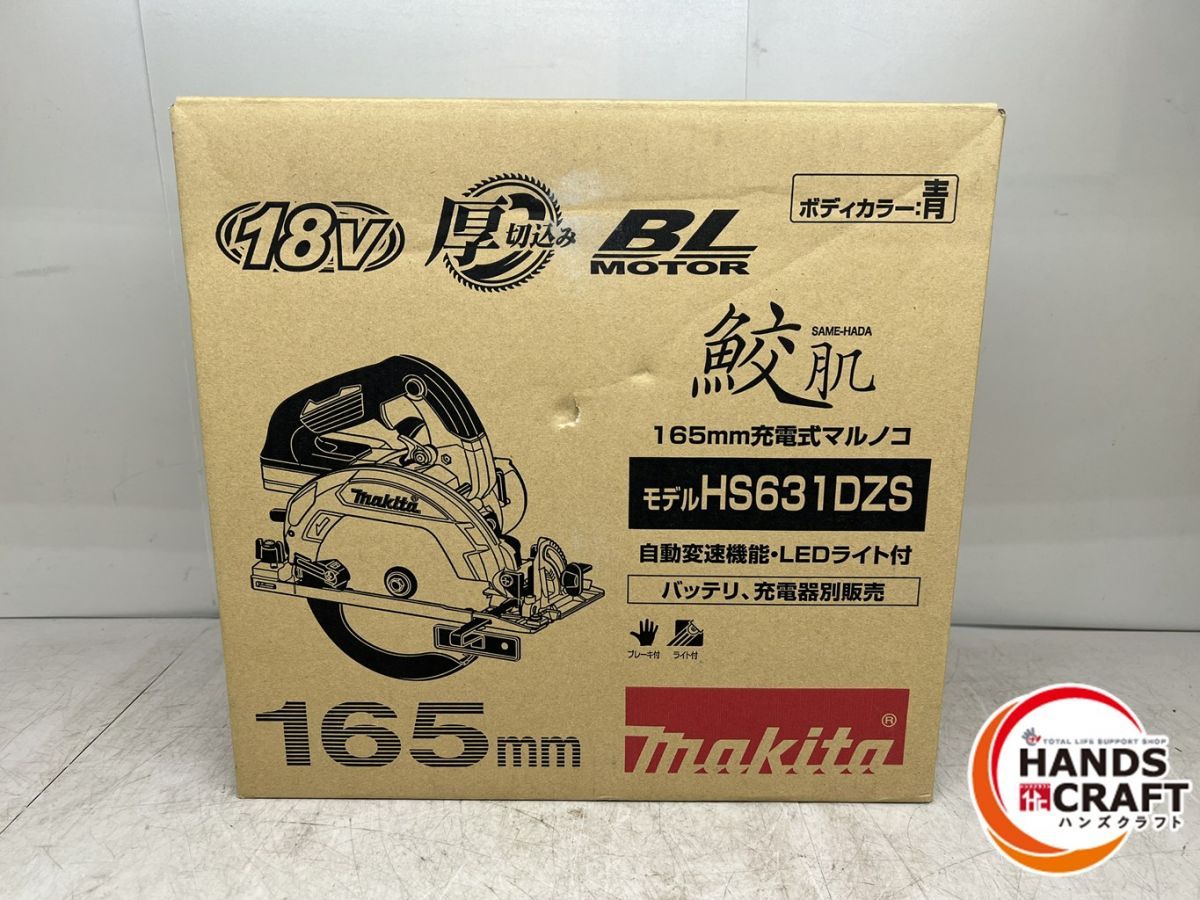 18V
厚切込み
BL
MOTOR
ボディカラー:青
鮫肌
SAME-HADA
165mm充電式マルノコ
モデルHS631DZS
自動変速機能・LEDライト付
バッテリ、充電器別販売
ブレーキ付 ライト付
makita
165mm
makita®
TOTAL LIFE SUPPORT SHOP
HANDS
CRAFT
ハンズクラフト